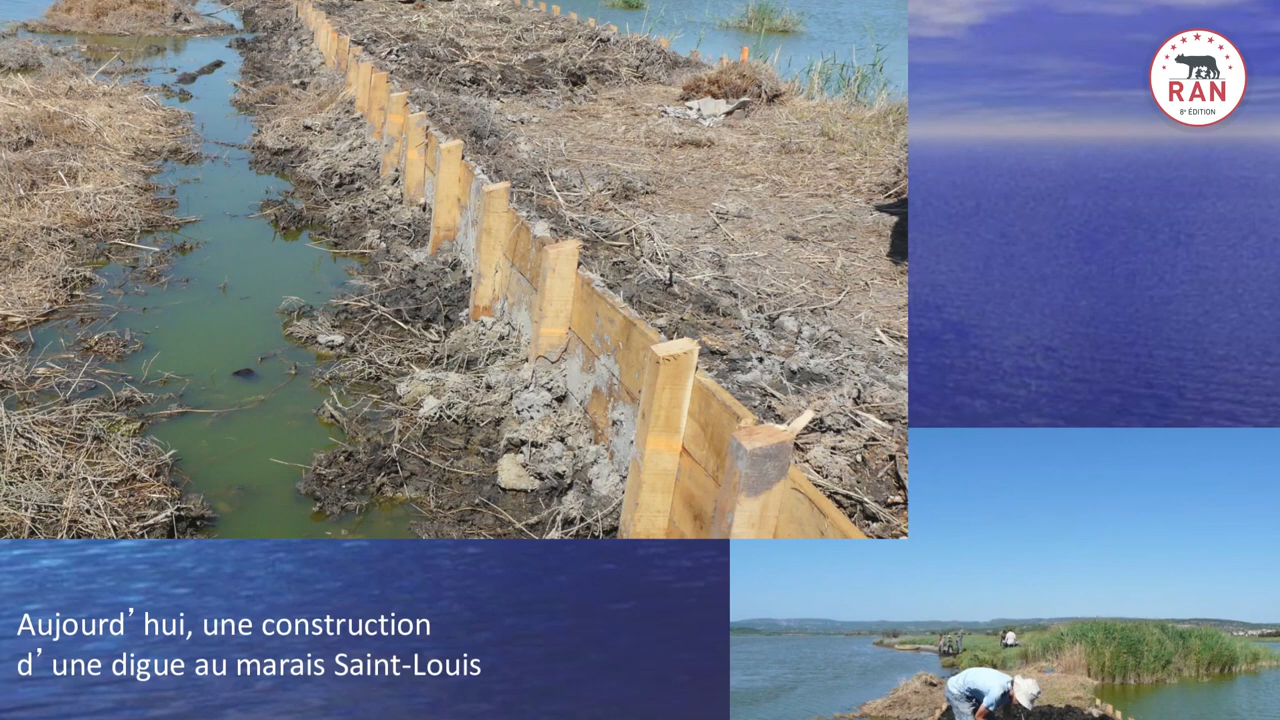 RAN
8e ÉDITION
Aujourd’hui, une construction
d’une digue au marais Saint-Louis